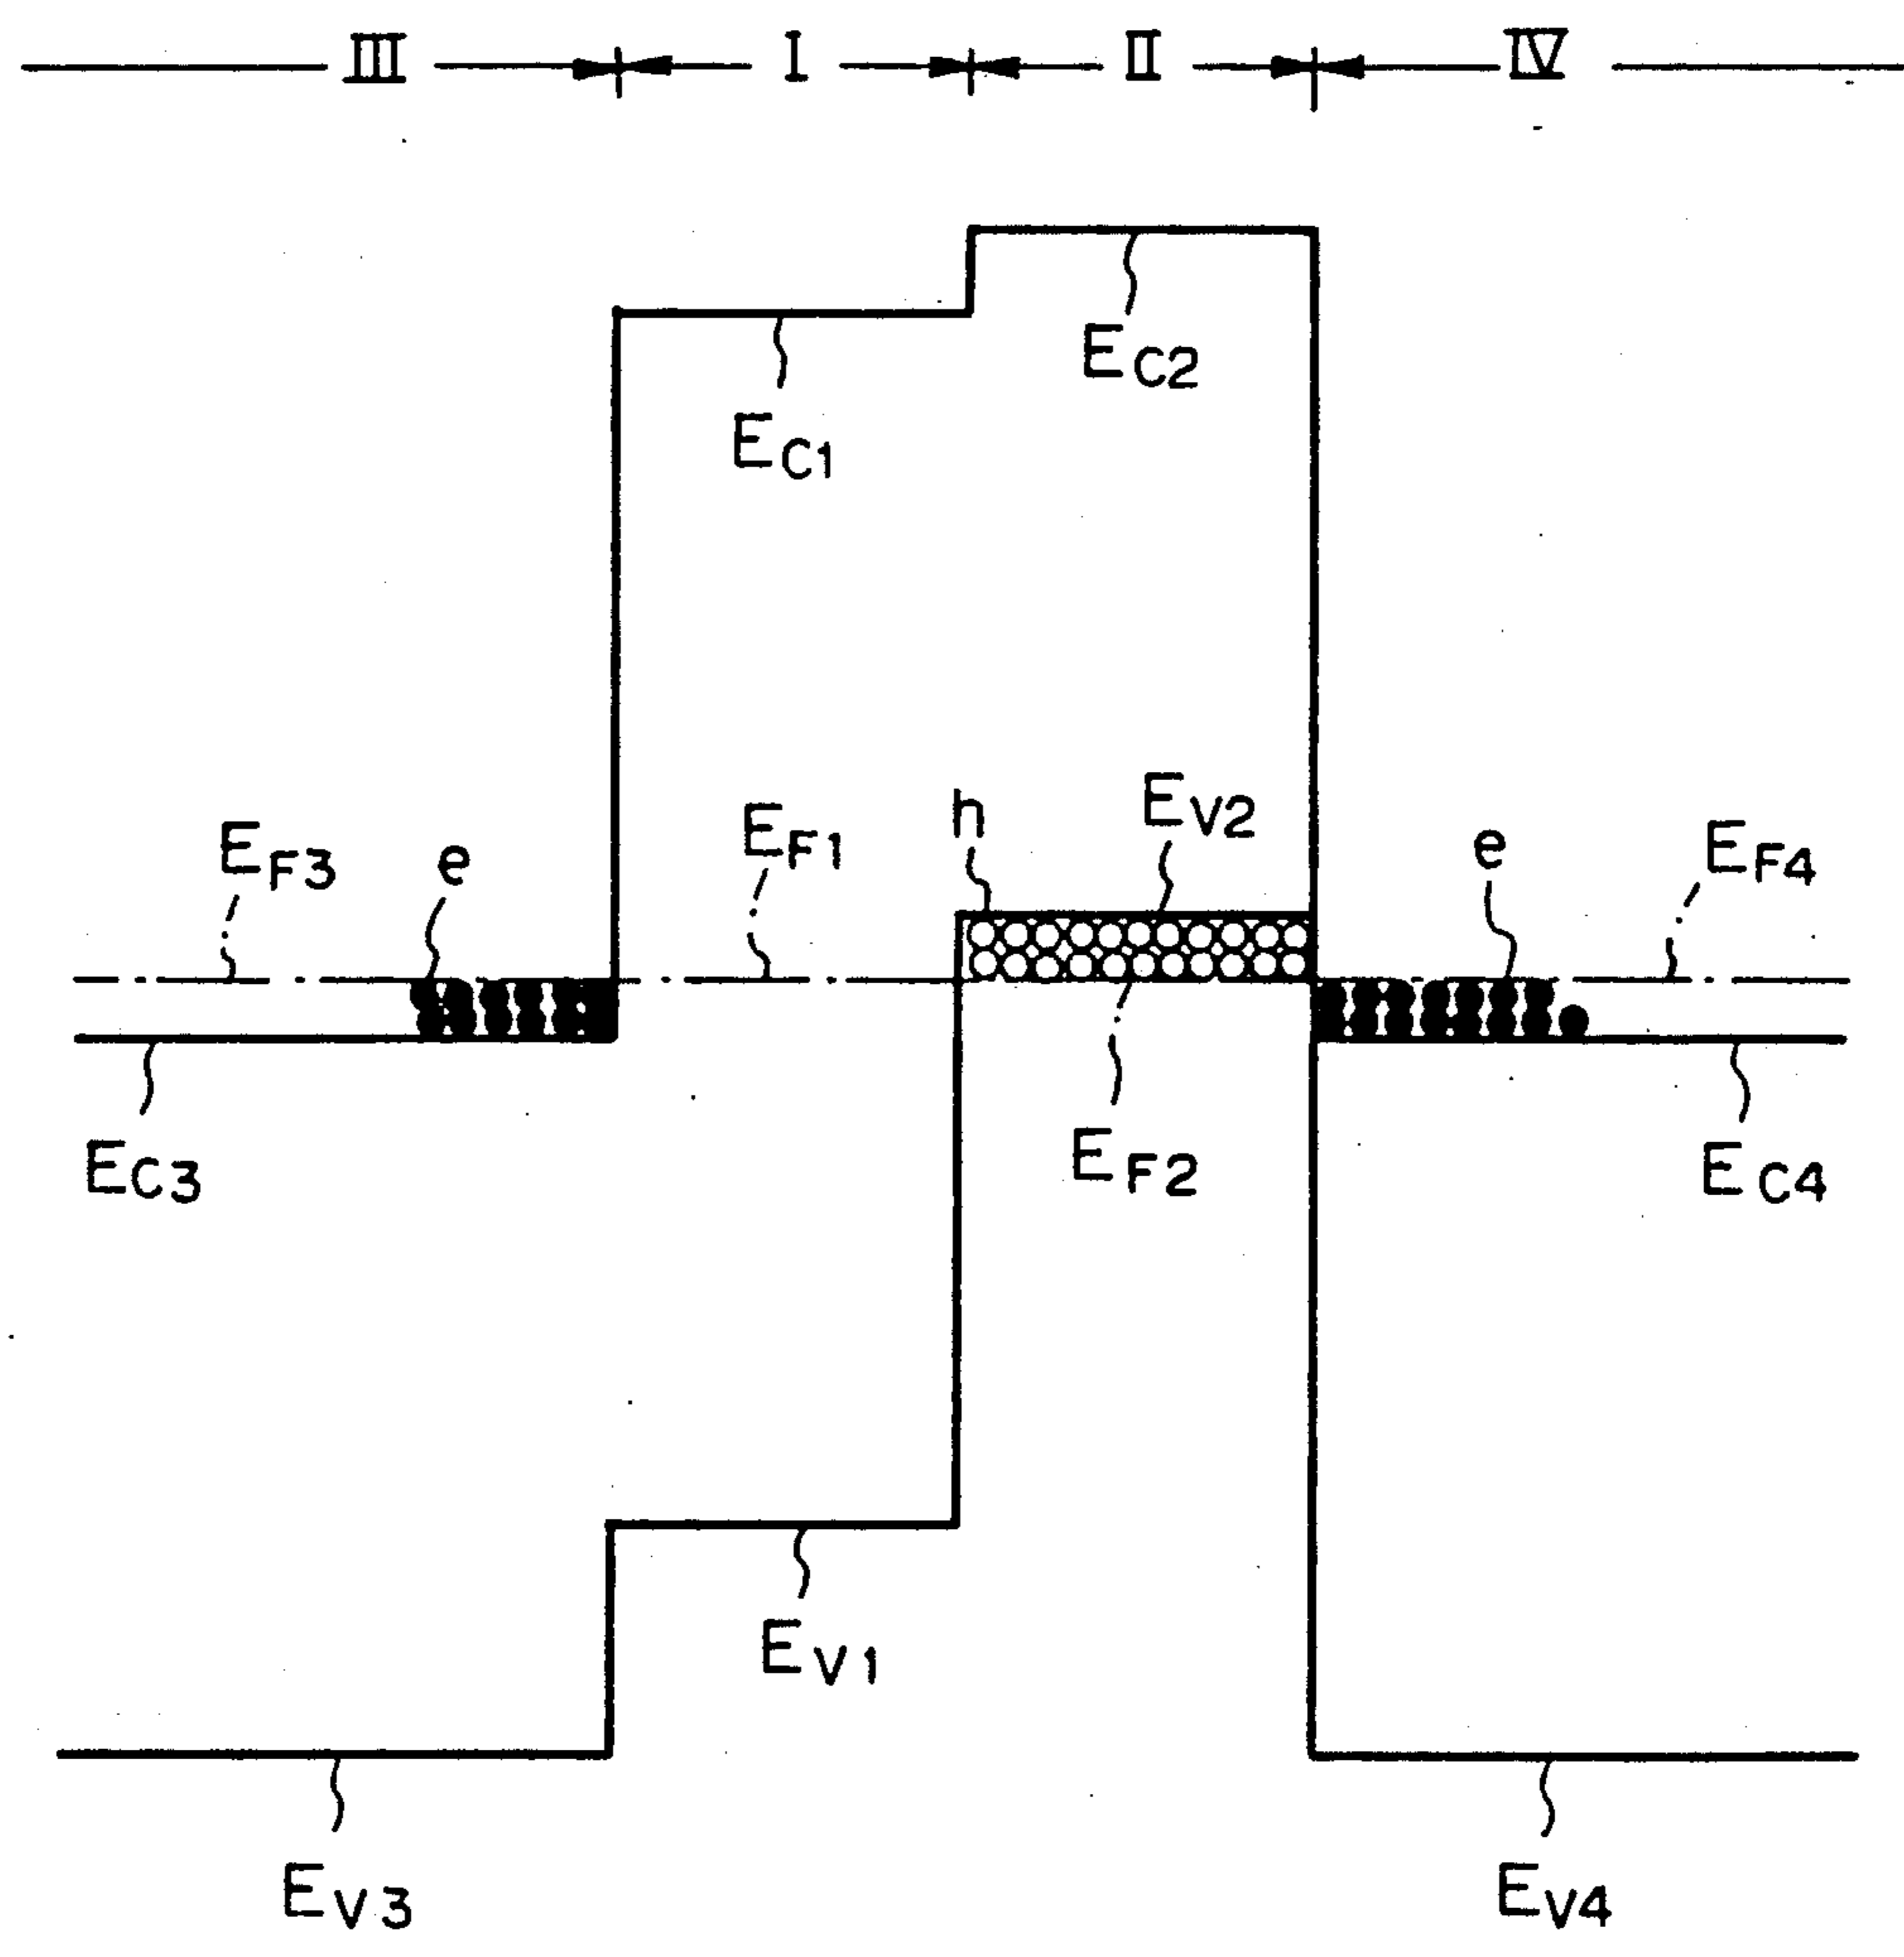 III I II IV
EC2
EC1
h EV2
EF3 e EF1 e EF4
EC3 EF2 EC4
EV1
EV3 EV4